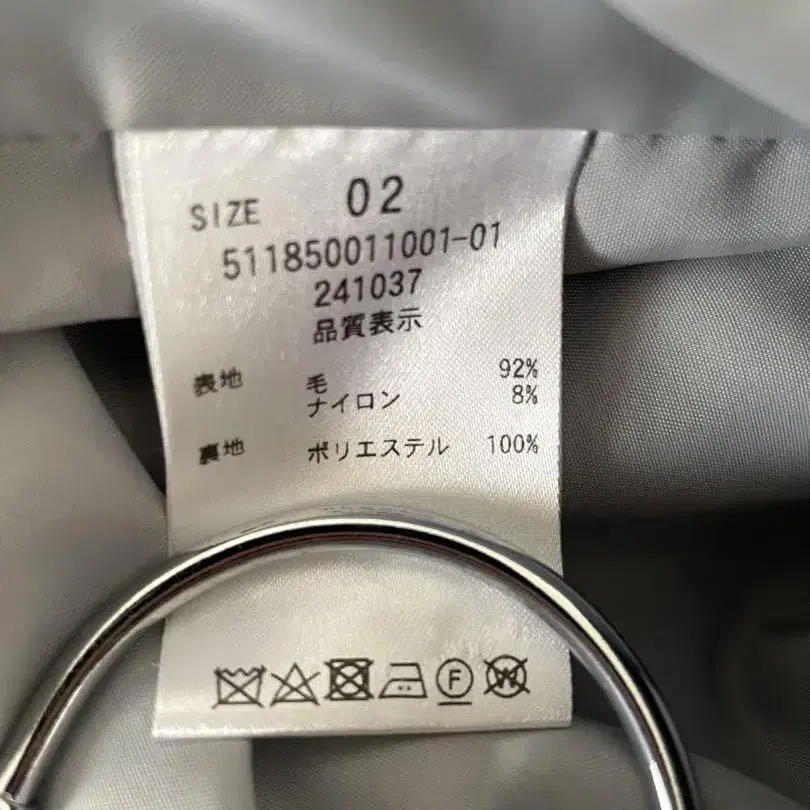 SIZE 02
511850011001-01
241037
品質表示
表地 毛 92%
ナイロン 8%
裏地 ポリエステル 100%
F
W